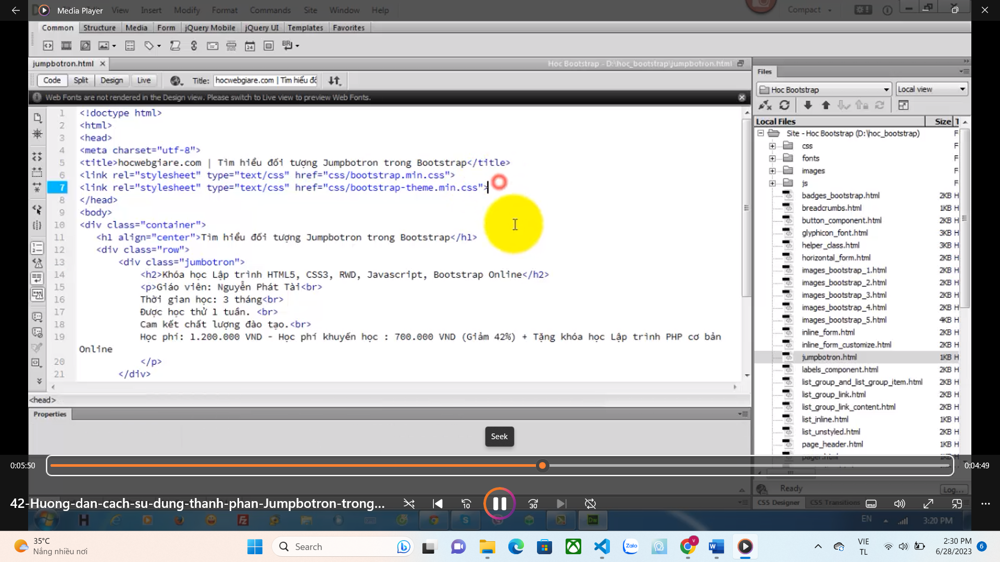 Media Player
View Insert Modify Format Commands Site Window Help
Compact
Common Structure Media Form jQuery Mobile jQuery UI Templates Favorites
jumpbotron.html
Hoc Bootstrap - D:\hoc_bootstrap\jumpbotron.html
Code Split Design Live Title: hocwebgiare.com | Tìm hiểu đố
Web Fonts are not rendered in the Design view. Please switch to Live view to preview Web Fonts.
1 <!doctype html>
2 <html>
3 <head>
4 <meta charset="utf-8">
5 <title>hocwebgiare.com | Tìm hiểu đối tượng Jumpbotron trong Bootstrap</title>
6 <link rel="stylesheet" type="text/css" href="css/bootstrap.min.css">
7 <link rel="stylesheet" type="text/css" href="css/bootstrap-theme.min.css">
8 </head>
9 <body>
10 <div class="container">
11 <h1 align="center">Tìm hiểu đối tượng Jumpbotron trong Bootstrap</h1>
12 <div class="row">
13 <div class="jumbotron">
14 <h2>Khóa học Lập trình HTML5, CSS3, RWD, Javascript, Bootstrap Online</h2>
15 <p>Giáo viên: Nguyễn Phát Tài<br>
16 Thời gian học: 3 tháng<br>
17 Được học thử 1 tuần. <br>
18 Cam kết chất lượng đào tạo.<br>
19 Học phí: 1.200.000 VND - Học phí khuyến học : 700.000 VND (Giảm 42%) + Tặng khóa học Lập trình PHP cơ bản
Online
20 </p>
21 </div>
<head>
Properties
Files
Hoc Bootstrap Local view
Local Files Size T
Site - Hoc Bootstrap (D:\hoc_bootstrap) F
css F
fonts F
images F
js F
badges_bootstrap.html 2KB H
breadcrumbs.html 1KB H
button_component.html 2KB H
glyphicon_font.html 3KB H
helper_class.html 3KB H
horizontal_form.html 2KB H
images_bootstrap_1.html 2KB H
images_bootstrap_2.html 2KB H
images_bootstrap_3.html 2KB H
images_bootstrap_4.html 2KB H
images_bootstrap_5.html 4KB H
inline_form.html 2KB H
inline_form_customize.html 2KB H
jumpbotron.html 1KB H
labels_component.html 2KB H
list_group_and_list_group_item.html 2KB H
list_group_link.html 2KB H
list_group_link_content.html 2KB H
list_inline.html 1KB H
list_unstyled.html 2KB H
page_header.html 1KB H
pager.html
Ready Log...
CSS Designer CSS Transitions
Seek
0:05:50
0:04:49
42-Huong-dan-cach-su-dung-thanh-phan-Jumpbotron-trong...
10
30
EN 3:20 PM
35°C
Nắng nhiều nơi
Search
Zalo
VIE
TL
2:30 PM
6/28/2023
6